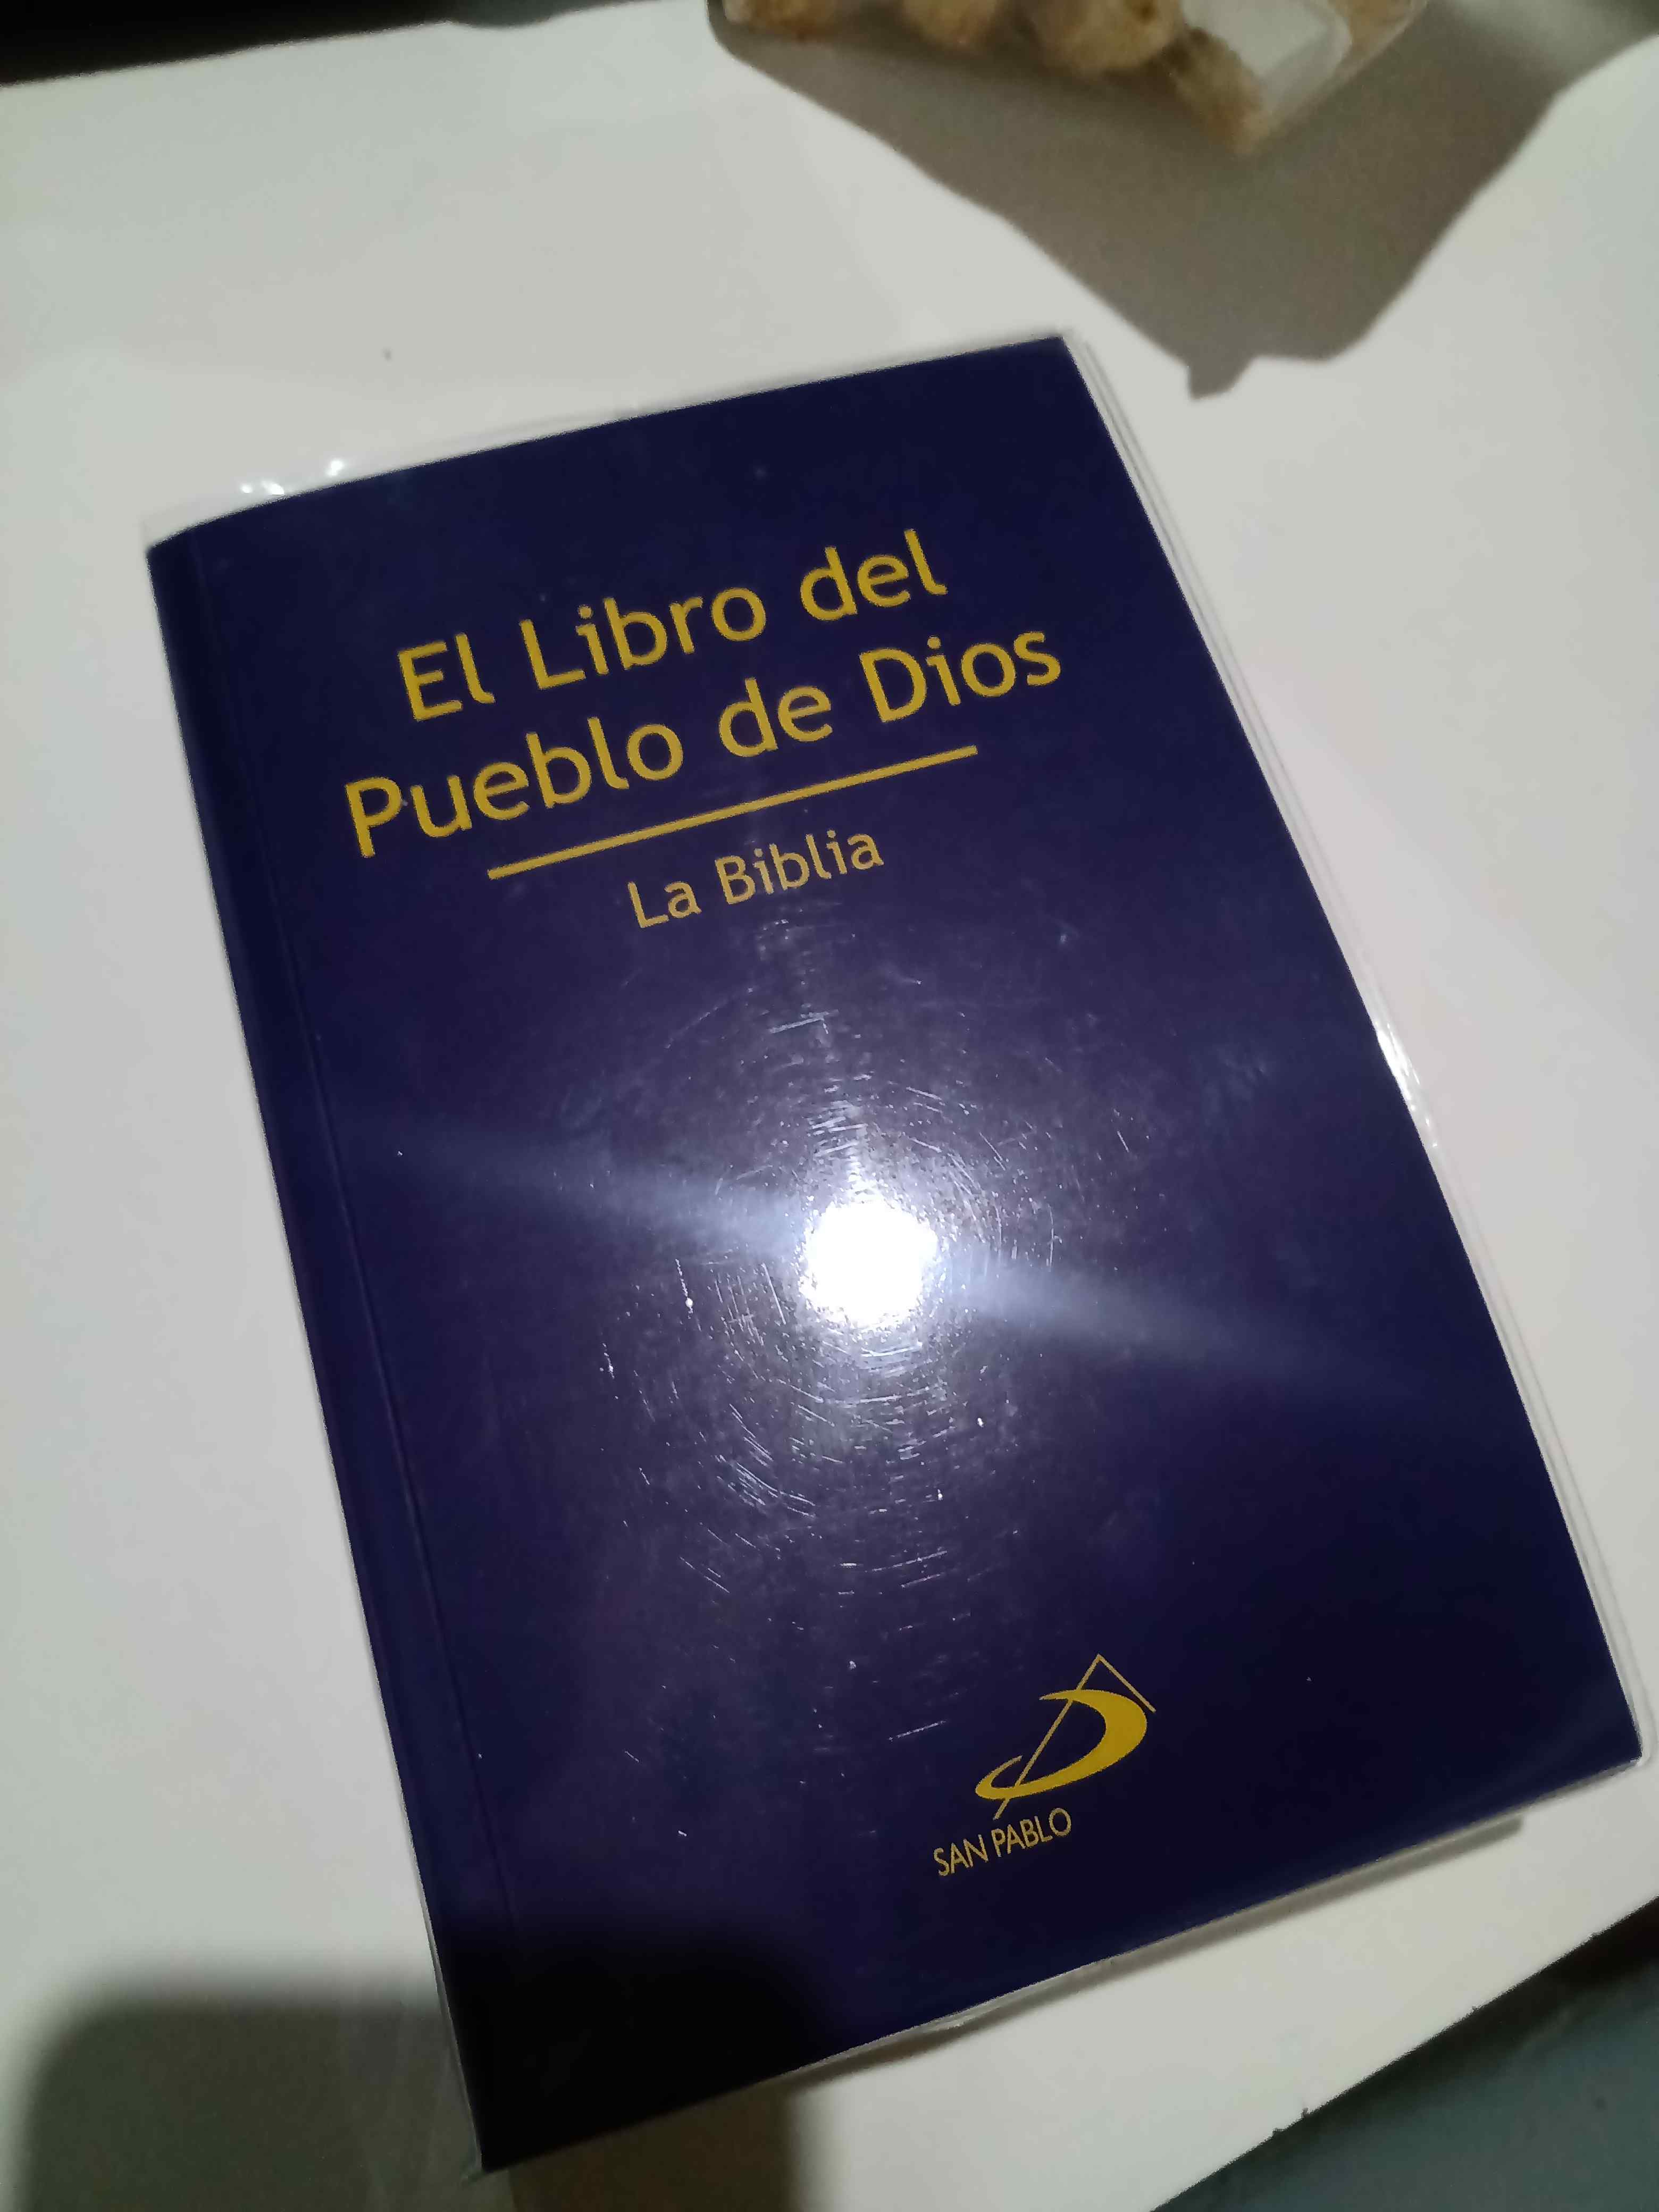 El Libro del
Pueblo de Dios
La Biblia
SAN PABLO